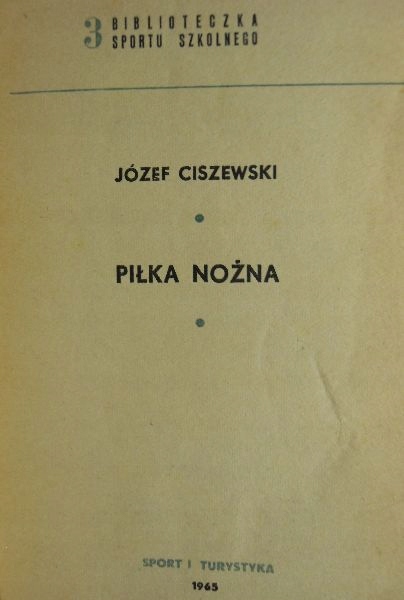 3 BIBLIOTECZKA
SPORTU SZKOLNEGO
JÓZEF CISZEWSKI
PIŁKA NOŻNA
SPORT I TURYSTYKA
1965